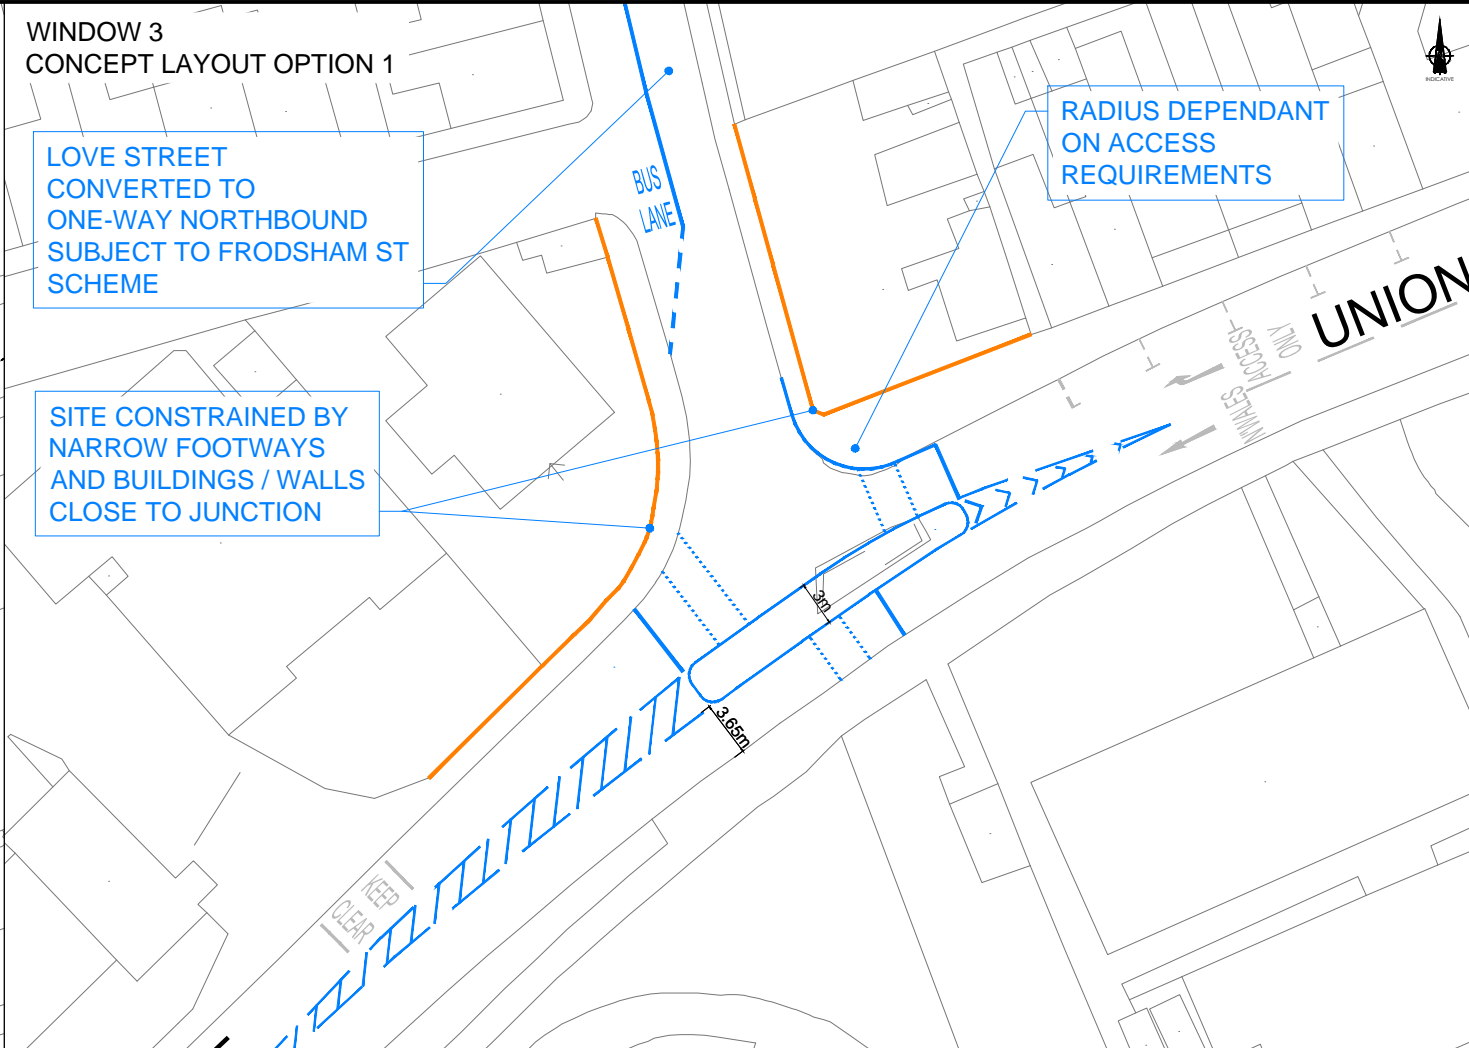 WINDOW 3
CONCEPT LAYOUT OPTION 1
INDICATIVE
LOVE STREET
CONVERTED TO
ONE-WAY NORTHBOUND
SUBJECT TO FRODSHAM ST
SCHEME
RADIUS DEPENDANT
ON ACCESS
REQUIREMENTS
BUS
LANE
UNION
ACCESS
ONLY
SITE CONSTRAINED BY
NARROW FOOTWAYS
AND BUILDINGS / WALLS
CLOSE TO JUNCTION
N WALES
3m
3.65m
KEEP
CLEAR